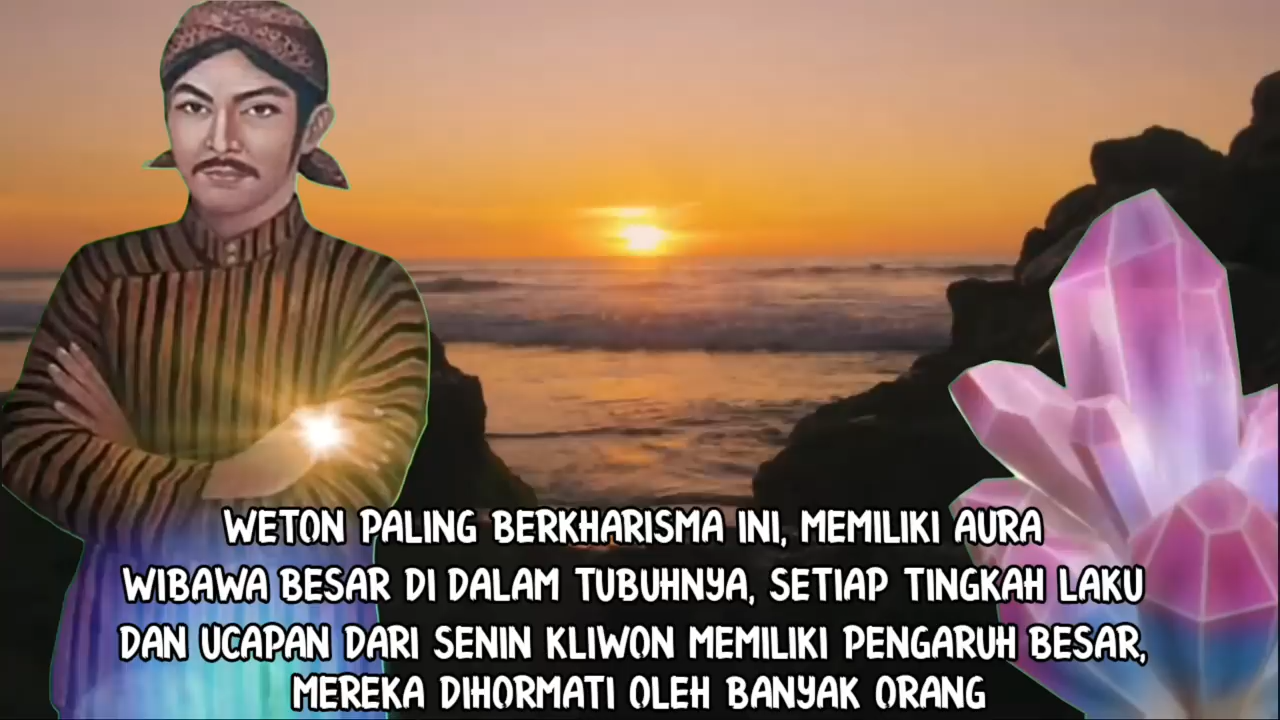 WETON PALING BERKHARISMA INI, MEMILIKI AURA
WIBAWA BESAR DI DALAM TUBUHNYA, SETIAP TINGKAH LAKU
DAN UCAPAN DARI SENIN KLIWON MEMILIKI PENGARUH BESAR,
MEREKA DIHORMATI OLEH BANYAK ORANG